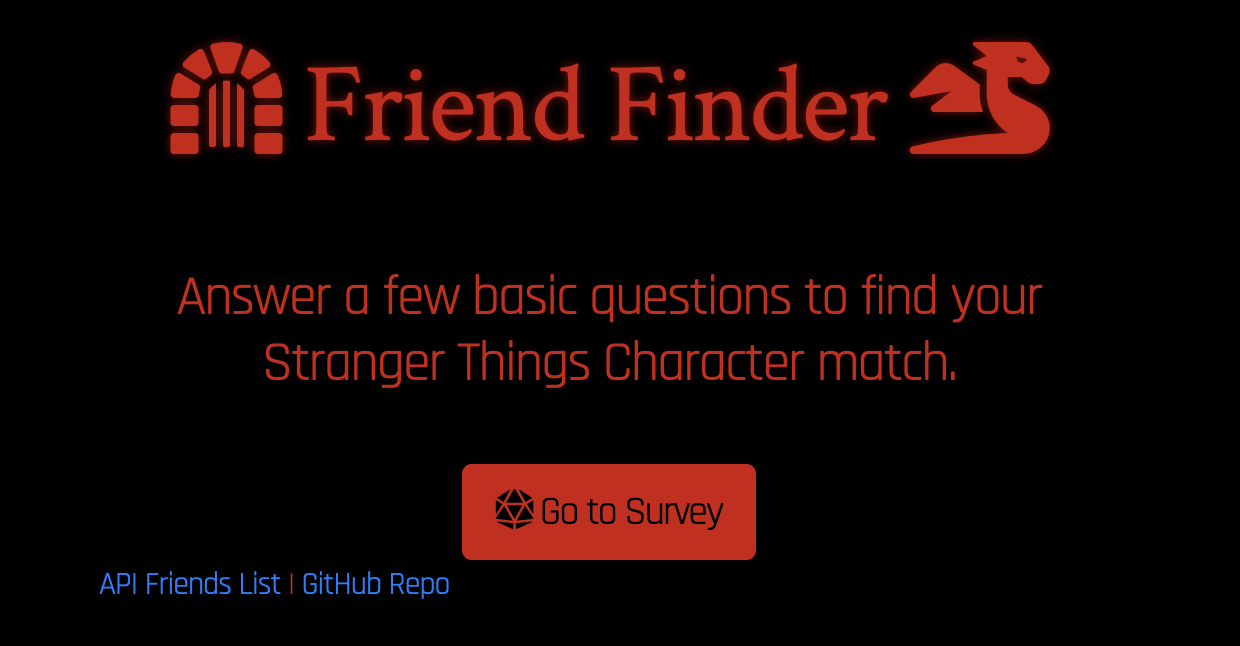 Friend Finder
Answer a few basic questions to find your
Stranger Things Character match.
Go to Survey
API Friends List | GitHub Repo